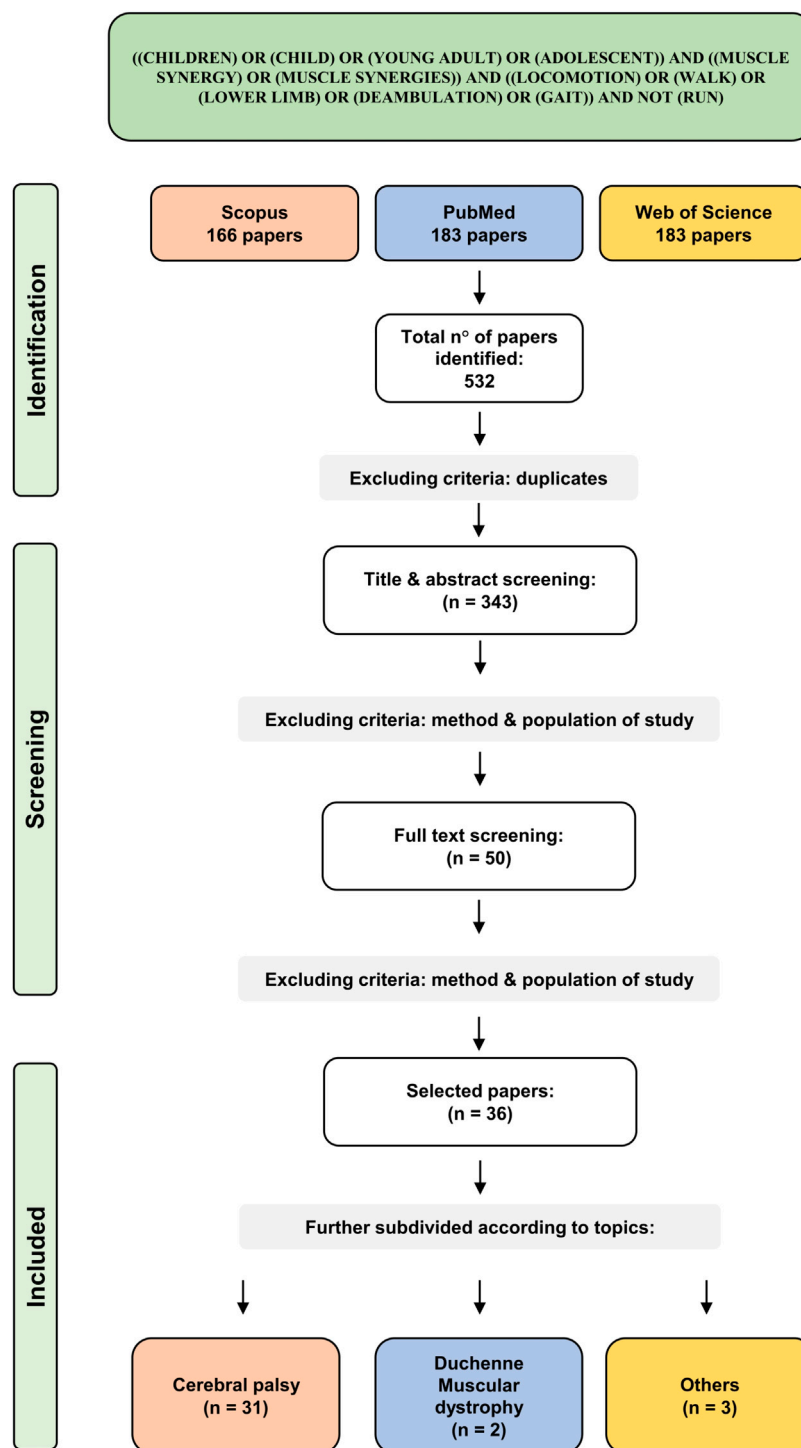 ((CHILDREN) OR (CHILD) OR (YOUNG ADULT) OR (ADOLESCENT)) AND ((MUSCLE
SYNERGY) OR (MUSCLE SYNERGIES)) AND ((LOCOMOTION) OR (WALK) OR
(LOWER LIMB) OR (DEAMBULATION) OR (GAIT)) AND NOT (RUN)
Identification
Scopus
166 papers
PubMed
183 papers
Web of Science
183 papers
Total n° of papers
identified:
532
Excluding criteria: duplicates
Screening
Title & abstract screening:
(n = 343)
Excluding criteria: method & population of study
Full text screening:
(n = 50)
Excluding criteria: method & population of study
Included
Selected papers:
(n = 36)
Further subdivided according to topics:
Cerebral palsy
(n = 31)
Duchenne
Muscular
dystrophy
(n = 2)
Others
(n = 3)